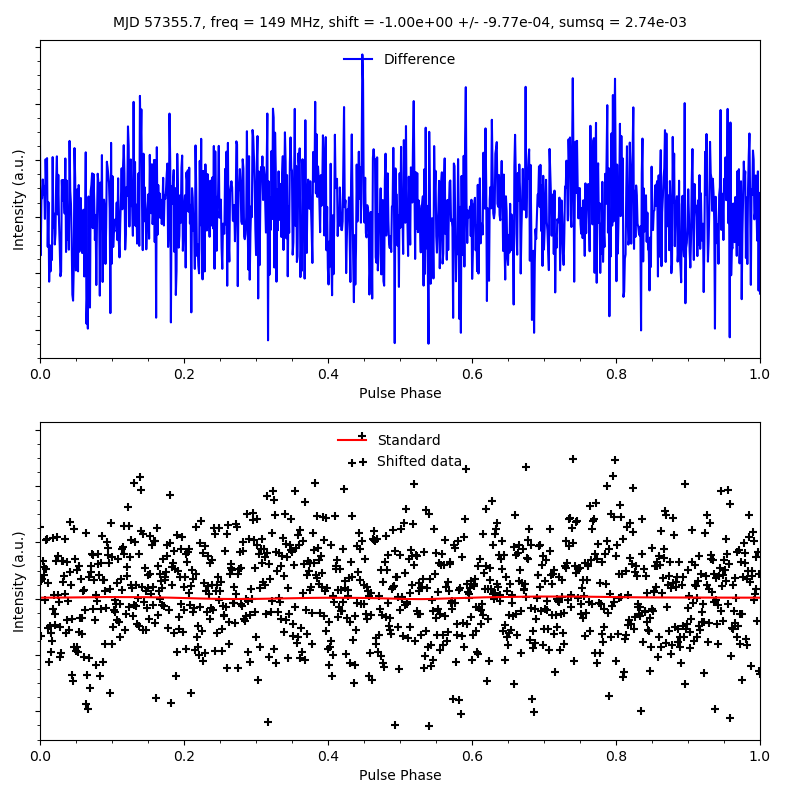 MJD 57355.7, freq = 149 MHz, shift = -1.00e+00 +/- -9.77e-04, sumsq = 2.74e-03
Difference
Intensity (a.u.)
0.0 0.2 0.4 0.6 0.8 1.0
Pulse Phase
Standard
Shifted data
Intensity (a.u.)
0.0 0.2 0.4 0.6 0.8 1.0
Pulse Phase